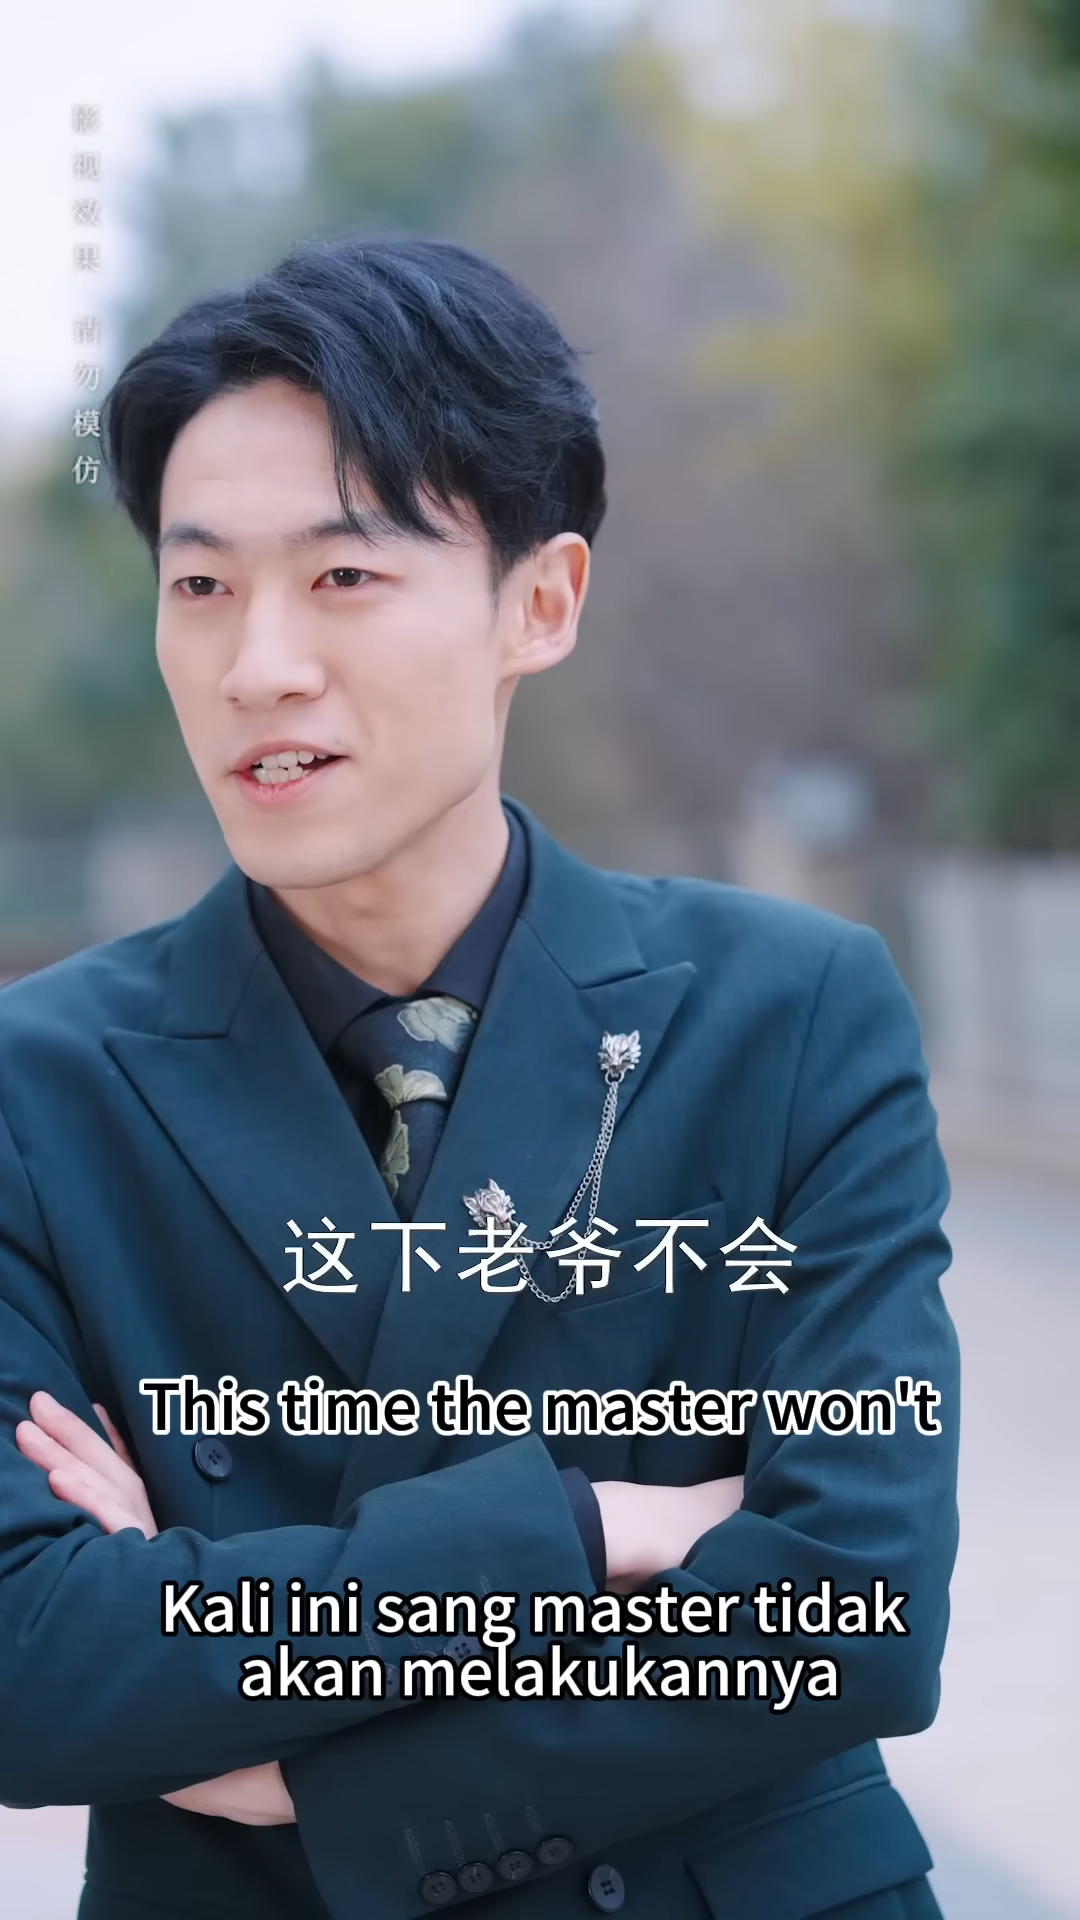 影视效果 请勿模仿
这下老爷不会
This time the master won't
Kali ini sang master tidak
akan melakukannya